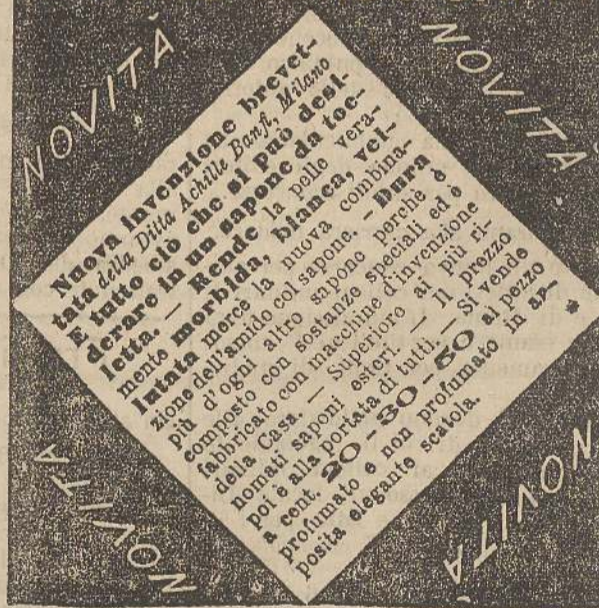 NOVITÀ
NOVITÀ
Nuova invenzione brevet-
tata della Ditta Achille Banfi, Milano
E tutto ciò che si può desi-
derare in un sapone da toe-
letta. — Rende la pelle vera-
mente morbida, bianca, vel-
lutata mercè la nuova combina-
zione dell'amido col sapone. — Dura
più d'ogni altro sapone perchè è
composto con sostanze speciali ed è
fabbricato con macchine d'invenzione
della Casa. — Superiore ai più ri-
nomati saponi esteri. — Il prezzo
poi è alla portata di tutti. — Si vende
a cent. 20-30-50 al pezzo
profumato e non profumato in ap-
posita elegante scatola. *
NOVITÀ
NOVITÀ